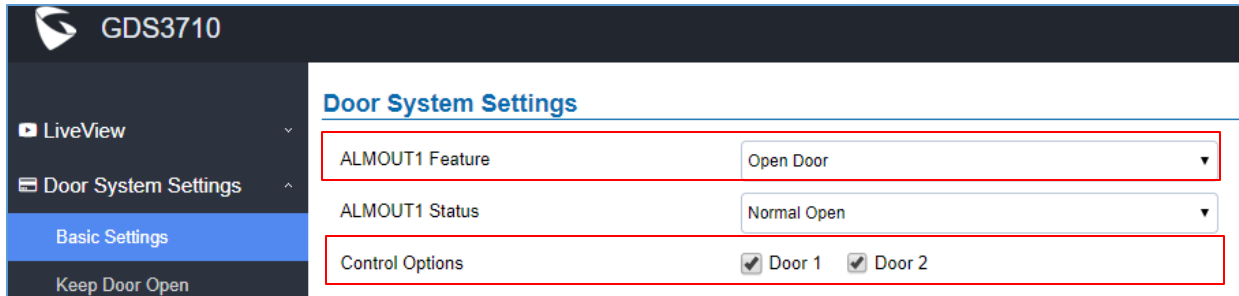 GDS3710
LiveView
Door System Settings
Basic Settings
Keep Door Open
Door System Settings
ALMOUT1 Feature Open Door
ALMOUT1 Status Normal Open
Control Options Door 1 Door 2